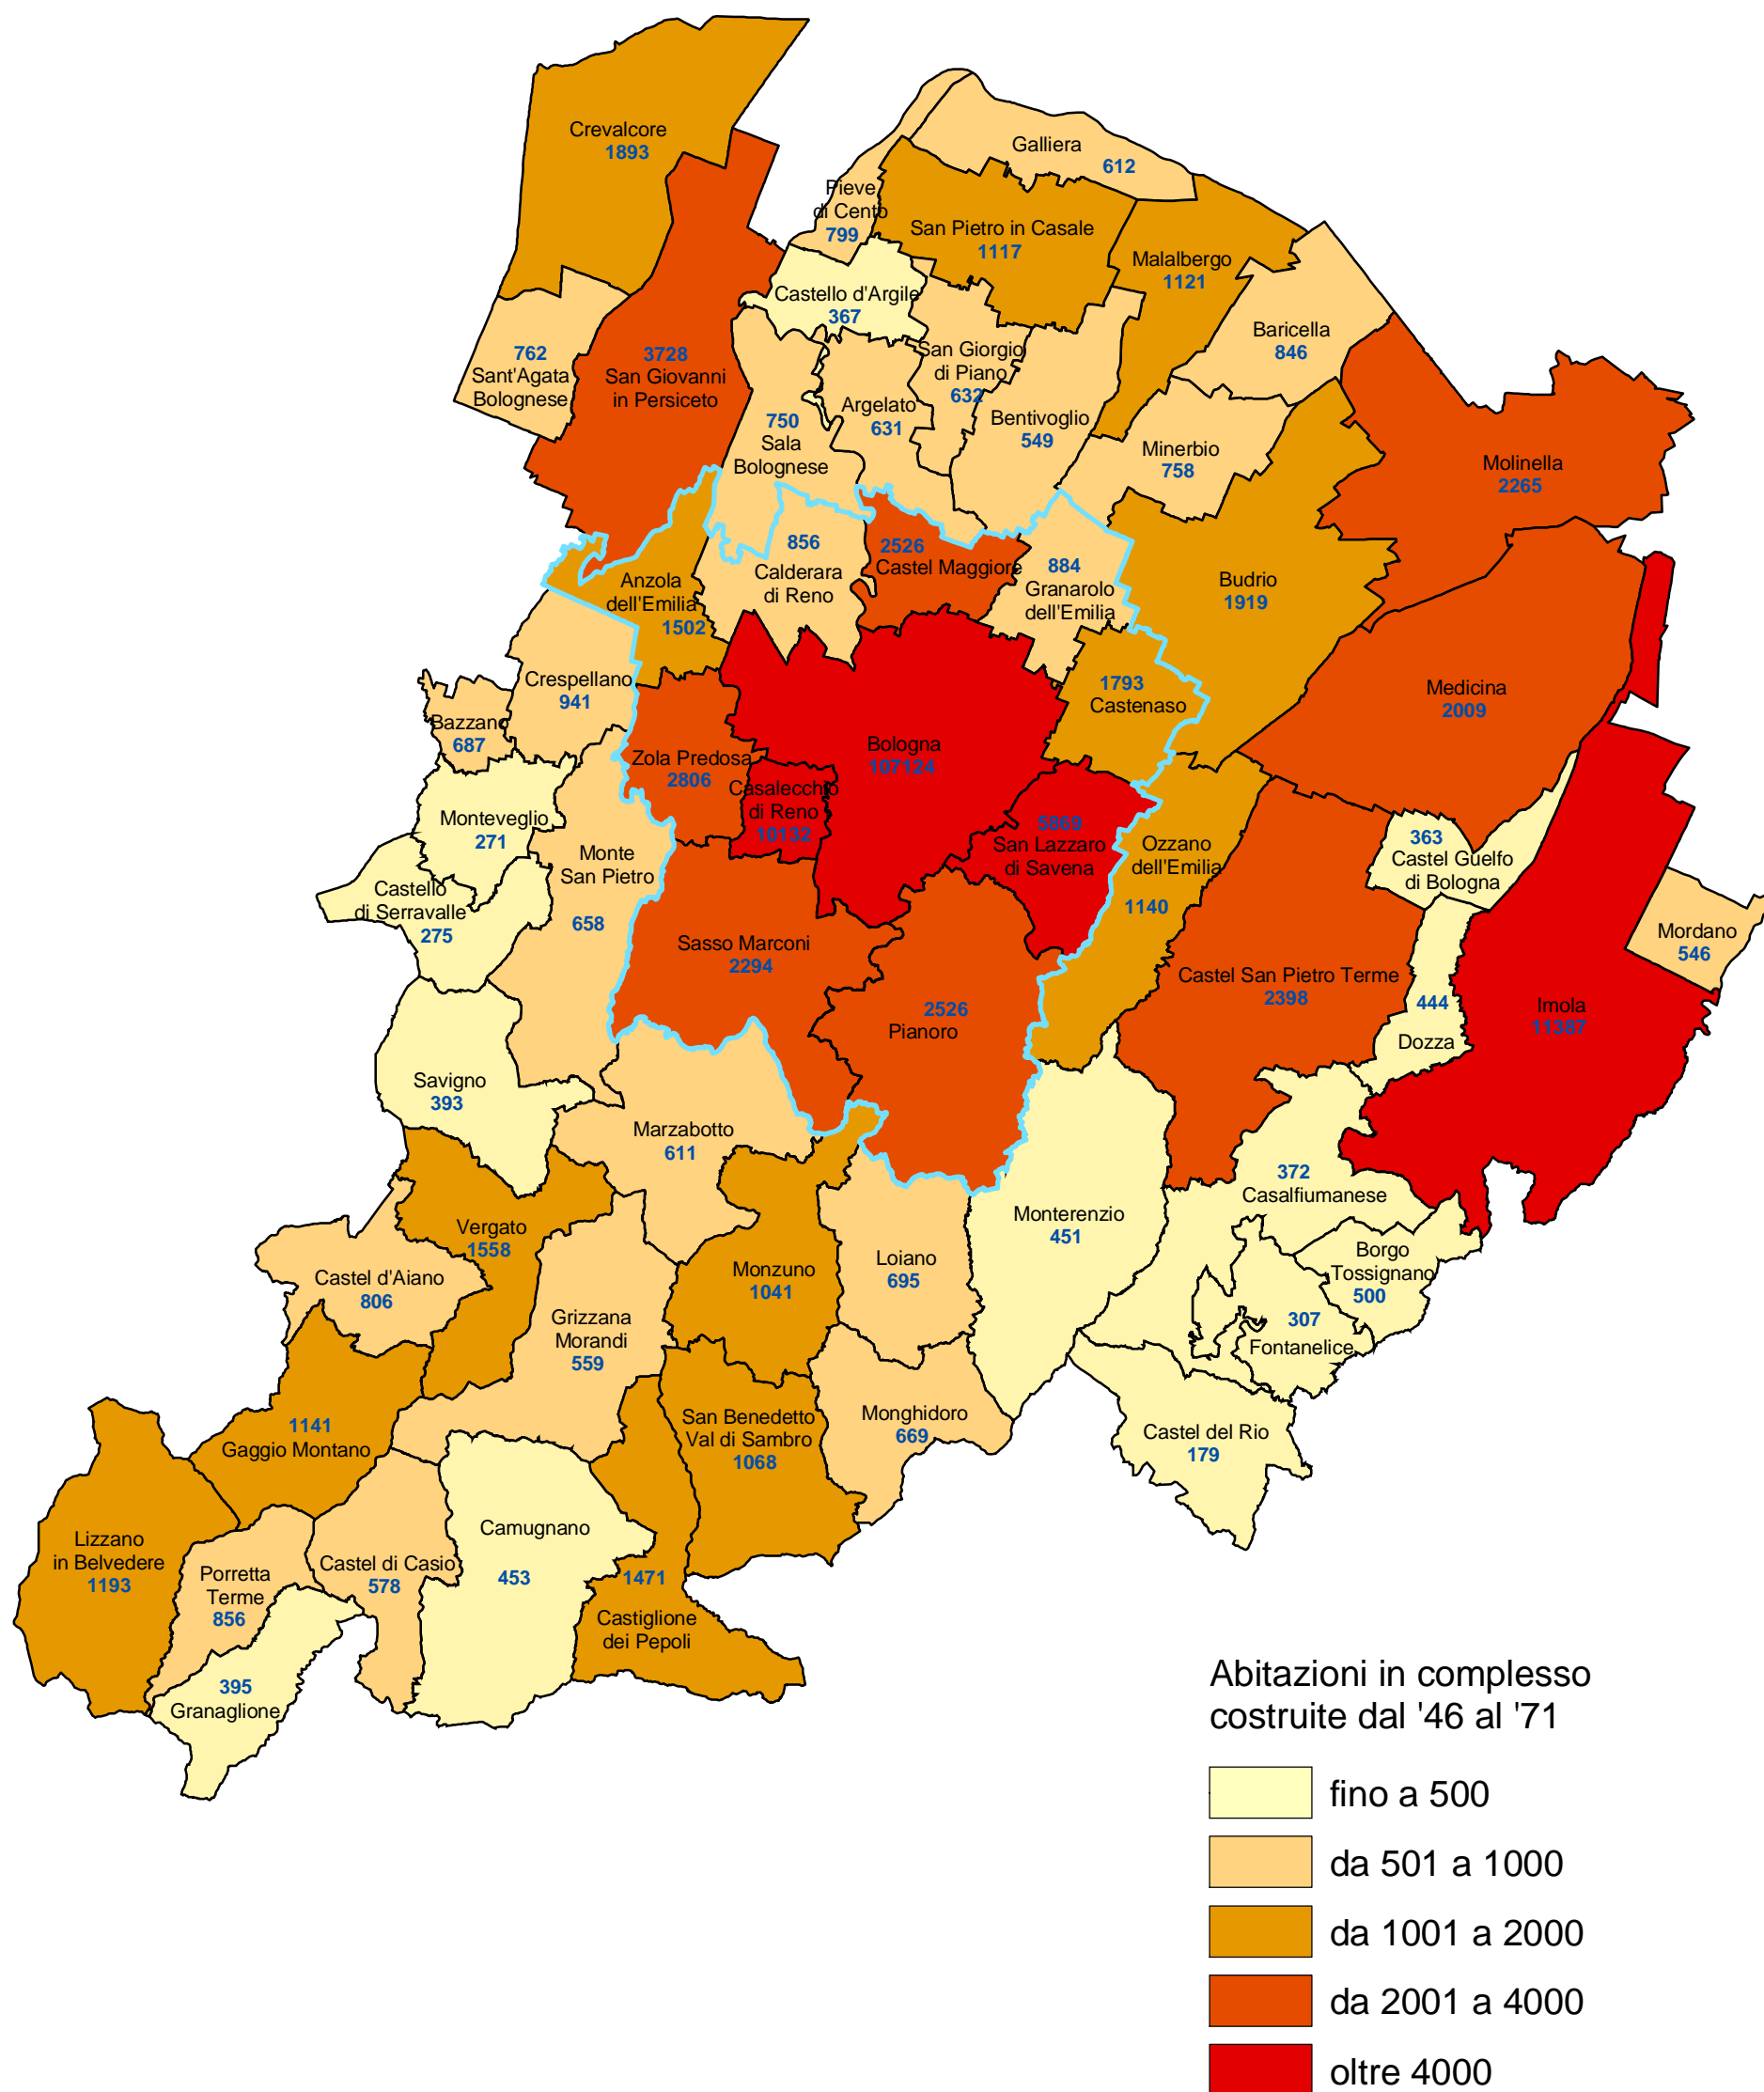 Crevalcore
1893
Galliera
612
Pieve
di Cento
799
San Pietro in Casale
1117
Malalbergo
1121
Castello d'Argile
367
Baricella
846
762
Sant'Agata
Bolognese
3728
San Giovanni
in Persiceto
San Giorgio
di Piano
632
750
Sala
Bolognese
Argelato
631
Bentivoglio
549
Minerbio
758
Molinella
2265
856
Calderara
di Reno
2526
Castel Maggiore
884
Granarolo
dell'Emilia
Anzola
dell'Emilia
1502
Budrio
1919
Crespellano
941
1793
Castenaso
Medicina
2009
Bazzano
687
Zola Predosa
2806
Bologna
107124
Casalecchio
di Reno
10132
Monteveglio
271
5869
San Lazzaro
di Savena
Ozzano
dell'Emilia
1140
363
Castel Guelfo
di Bologna
Monte
San Pietro
658
Castello
di Serravalle
275
Sasso Marconi
2294
Mordano
546
Castel San Pietro Terme
2398
444
Dozza
Imola
11387
2526
Pianoro
Savigno
393
Marzabotto
611
372
Casalfiumanese
Vergato
1558
Monterenzio
451
Castel d'Aiano
806
Monzuno
1041
Loiano
695
Borgo
Tossignano
500
Grizzana
Morandi
559
307
Fontanelice
1141
Gaggio Montano
San Benedetto
Val di Sambro
1068
Monghidoro
669
Castel del Rio
179
Lizzano
in Belvedere
1193
Porretta
Terme
856
Castel di Casio
578
Camugnano
453
1471
Castiglione
dei Pepoli
395
Granaglione
Abitazioni in complesso
costruite dal '46 al '71
fino a 500
da 501 a 1000
da 1001 a 2000
da 2001 a 4000
oltre 4000